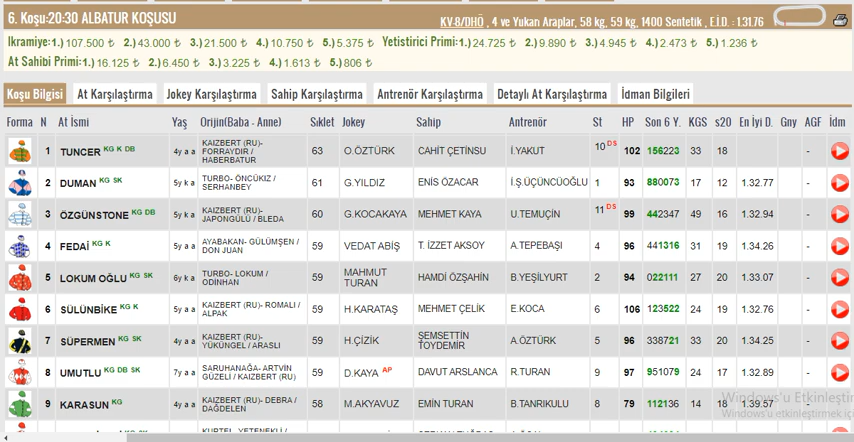 6. Koşu:20:30 ALBATUR KOŞUSU
KV-8/DHÖ , 4 ve Yukarı Araplar, 58 kg, 59 kg, 1400 Sentetik , E.İ.D. : 1.31.76
İkramiye:1.) 107.500 ₺ 2.) 43.000 ₺ 3.) 21.500 ₺ 4.) 10.750 ₺ 5.) 5.375 ₺ Yetistirici Primi:1.) 24.725 ₺ 2.) 9.890 ₺ 3.) 4.945 ₺ 4.) 2.473 ₺ 5.) 1.236 ₺
At Sahibi Primi:1.) 16.125 ₺ 2.) 6.450 ₺ 3.) 3.225 ₺ 4.) 1.613 ₺ 5.) 806 ₺
Koşu Bilgisi At Karşılaştırma Jokey Karşılaştırma Sahip Karşılaştırma Antrenör Karşılaştırma Detaylı At Karşılaştırma İdman Bilgileri
Forma N At İsmi Yaş Orijin(Baba - Anne) Sıklet Jokey Sahip Antrenör St HP Son 6 Y. KGS s20 En İyi D. Gny AGF İdm
1 TUNCER KG K DB 4y a a KAIZBERT (RU)- FORRAYDIR / HABERBATUR 63 O.ÖZTÜRK CAHİT ÇETİNSU İ.YAKUT 10 DS 102 156223 33 18 -
2 DUMAN KG SK 5y k a TURBO- ÖNCÜKIZ / SERHANBEY 61 G.YILDIZ ENİS ÖZACAR İ.Ş.ÜÇÜNCÜOĞLU 1 93 880073 17 12 1.32.77 -
3 ÖZGÜNSTONE KG DB 5y k a KAIZBERT (RU)- JAPONGÜLÜ / BLEDA 60 G.KOCAKAYA MEHMET KAYA U.TEMUÇİN 11 DS 99 442347 49 16 1.32.94 -
4 FEDAİ KG K 5y a a AYABAKAN- GÜLÜMŞEN / DON JUAN 59 VEDAT ABİŞ T. İZZET AKSOY A.TEPEBAŞI 4 96 441316 31 19 1.34.26 -
5 LOKUM OĞLU KG SK 6y k a TURBO- LOKUM / ODİNHAN 59 MAHMUT TURAN HAMDİ ÖZŞAHİN B.YEŞİLYURT 2 94 022111 27 20 1.33.07 -
6 SÜLÜNBİKE KG K 5y a a KAIZBERT (RU)- ROMALI / ALPAK 59 H.KARATAŞ MEHMET ÇELİK E.KOCA 6 106 123522 24 19 1.32.76 -
7 SÜPERMEN KG SK 4y a a KAIZBERT (RU)- YÜKÜNGEL / ARASLI 59 H.ÇİZİK ŞEMSETTİN TOYDEMİR A.ÖZTÜRK 5 96 338721 33 20 1.34.25 -
8 UMUTLU KG DB SK 7y a a SARUHANAĞA- ARTVİN GÜZELİ / KAIZBERT (RU) 59 D.KAYA AP DAVUT ARSLANCA R.TURAN 9 97 951079 24 17 1.32.89 -
9 KARASUN KG 4y a a KAIZBERT (RU)- DEBRA / DAĞDELEN 58 M.AKYAVUZ EMİN TURAN B.TANRIKULU 8 79 112136 14 18 1.39.57 -
Windows'u Etkinleştir
Windows'u etkinleştirmek iç